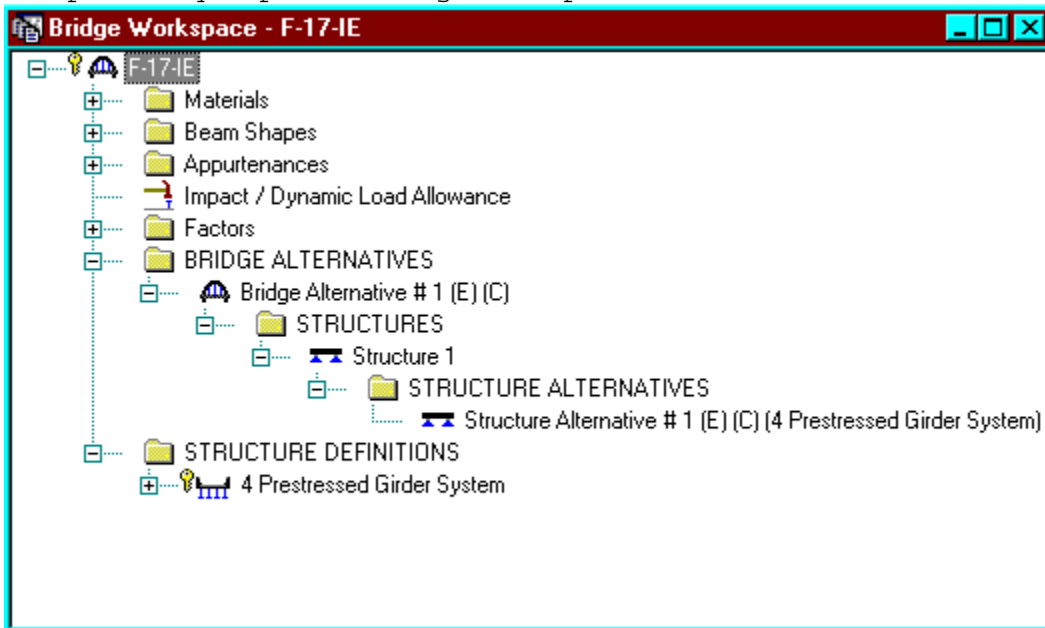 Bridge Workspace - F-17-IE
F-17-IE
Materials
Beam Shapes
Appurtenances
Impact / Dynamic Load Allowance
Factors
BRIDGE ALTERNATIVES
Bridge Alternative # 1 (E) (C)
STRUCTURES
Structure 1
STRUCTURE ALTERNATIVES
Structure Alternative # 1 (E) (C) (4 Prestressed Girder System)
STRUCTURE DEFINITIONS
4 Prestressed Girder System